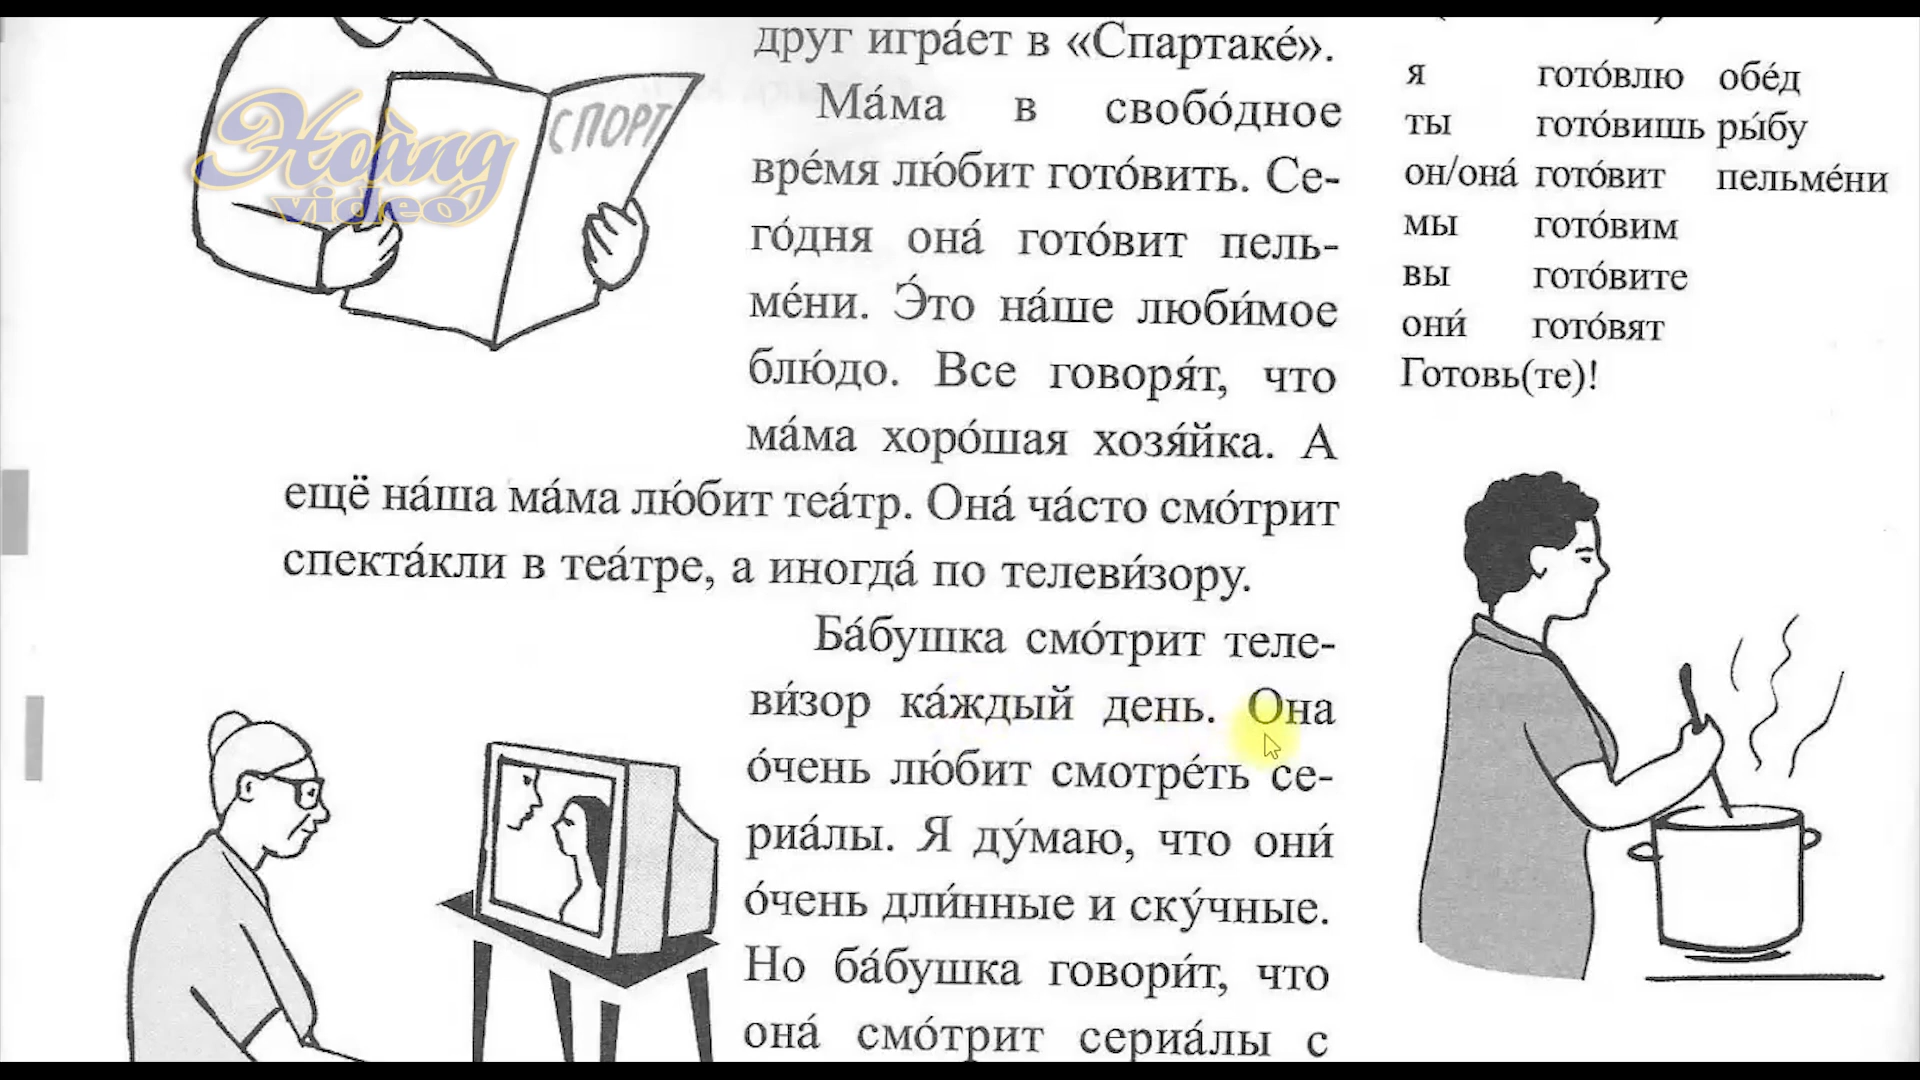 Hoàng
video
СПОРТ
друг игра́ет в «Спартаке́».
Ма́ма в свобо́дное
вре́мя лю́бит гото́вить. Се-
го́дня она́ гото́вит пель-
ме́ни. Э́то на́ше люби́мое
блю́до. Все говоря́т, что
ма́ма хоро́шая хозя́йка. А
ещё на́ша ма́ма лю́бит теа́тр. Она́ ча́сто смо́трит
спекта́кли в теа́тре, а иногда́ по телеви́зору.
Ба́бушка смо́трит теле-
ви́зор ка́ждый день. Она
о́чень лю́бит смотре́ть се-
риа́лы. Я ду́маю, что они́
о́чень дли́нные и ску́чные.
Но ба́бушка говори́т, что
она́ смо́трит сериа́лы с
я гото́влю обе́д
ты гото́вишь ры́бу
он/она́ гото́вит пельме́ни
мы гото́вим
вы гото́вите
они́ гото́вят
Готовь(те)!